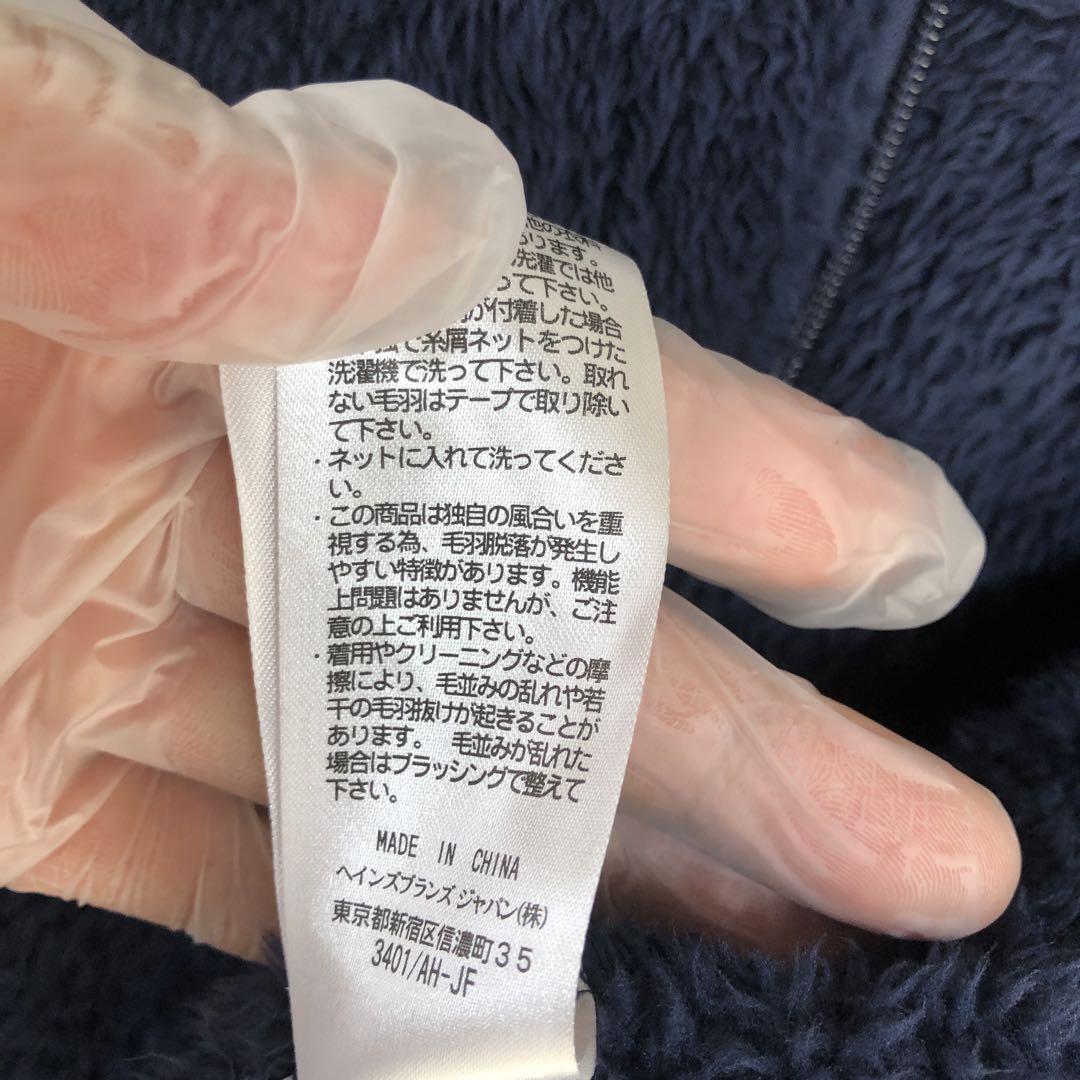 ります。
洗濯では他
って下さい。
が付着した場合
で糸屑ネットをつけた
洗濯機で洗って下さい。取れ
ない毛羽はテープで取り除い
て下さい。
・ネットに入れて洗ってくださ
い。
・この商品は独自の風合いを重
視する為、毛羽脱落が発生し
やすい特徴があります。機能
上問題はありませんが、ご注
意の上ご利用下さい。
・着用やクリーニングなどの摩
擦により、毛並みの乱れや若
干の毛羽抜けが起きることが
あります。 毛並みが乱れた
場合はブラッシングで整えて
下さい。
MADE IN CHINA
ヘインズブランズ ジャパン(株)
東京都新宿区信濃町35
3401/AH-JF